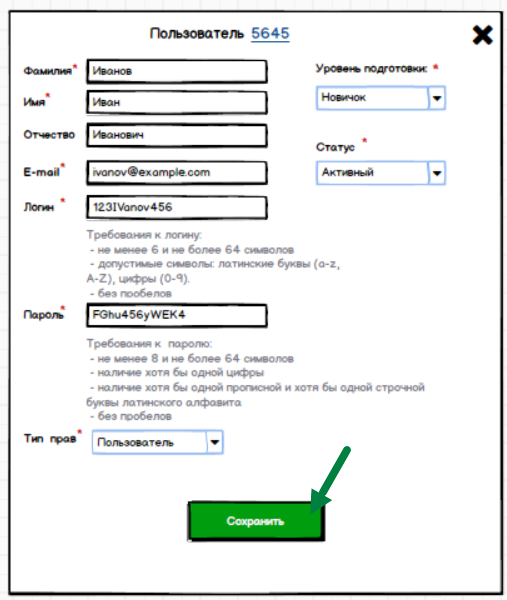 Пользователь 5645
Фамилия*
Иванов
Уровень подготовки: *
Имя*
Иван
Новичок
Отчество
Иванович
Статус *
E-mail*
ivanov@example.com
Активный
Логин *
123IVanov456
Требования к логину:
- не менее 6 и не более 64 символов
- допустимые символы: латинские буквы (a-z,
A-Z), цифры (0-9).
- без пробелов
Пароль*
FGhu456yWEK4
Требования к паролю:
- не менее 8 и не более 64 символов
- наличие хотя бы одной цифры
- наличие хотя бы одной прописной и хотя бы одной строчной
буквы латинского алфавита
- без пробелов
Тип прав*
Пользователь
Сохранить